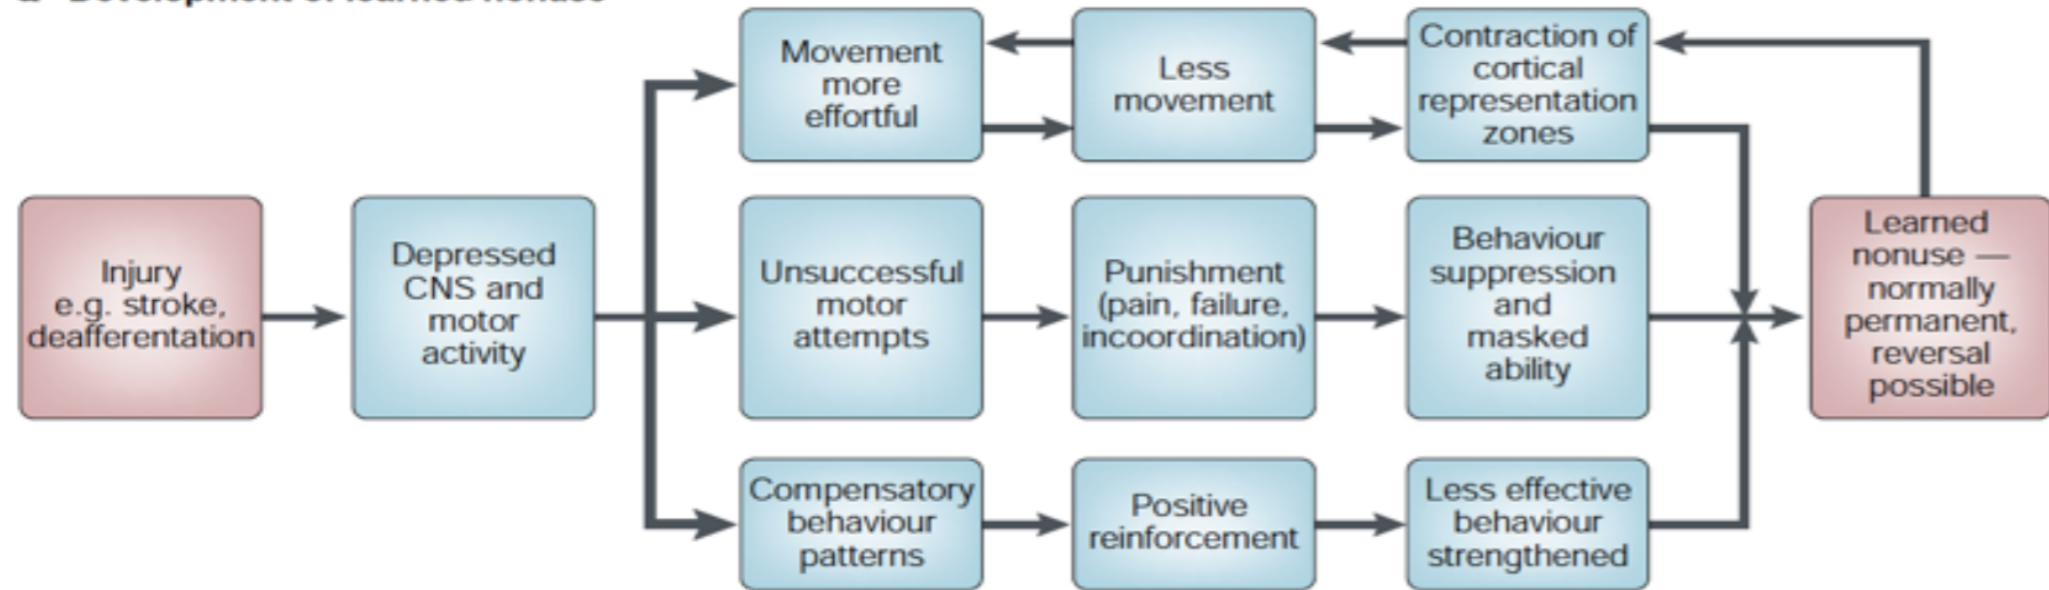 Movement
more
effortful
Less
movement
Contraction of
cortical
representation
zones
Injury
e.g. stroke,
deafferentation
Depressed
CNS and
motor
activity
Unsuccessful
motor
attempts
Punishment
(pain, failure,
incoordination)
Behaviour
suppression
and
masked
ability
Learned
nonuse —
normally
permanent,
reversal
possible
Compensatory
behaviour
patterns
Positive
reinforcement
Less effective
behaviour
strengthened